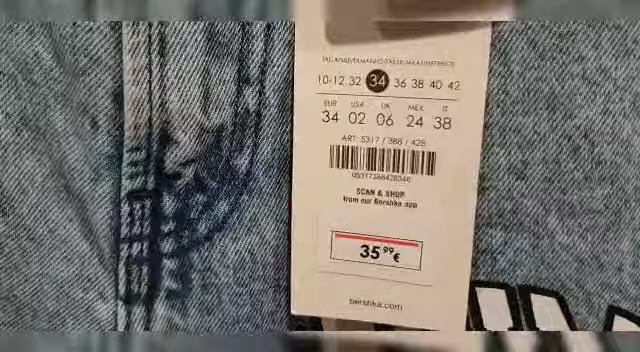 10-12 32 34 36 38 40 42
EUR USA UK MEX IT
34 02 06 24 38
ART: 5317 / 388 / 428
SCAN & SHOP
from our Bershka app
35 99 €
bershka.com